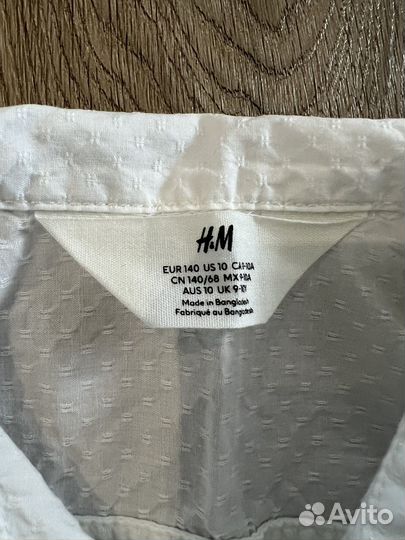 H&M
EUR 140 US 10 CA 9-10A
CN 140/68 MX 9-10A
AUS 10 UK 9-10Y
Made in Bangladesh
Fabriqué au Bangladesh
Avito